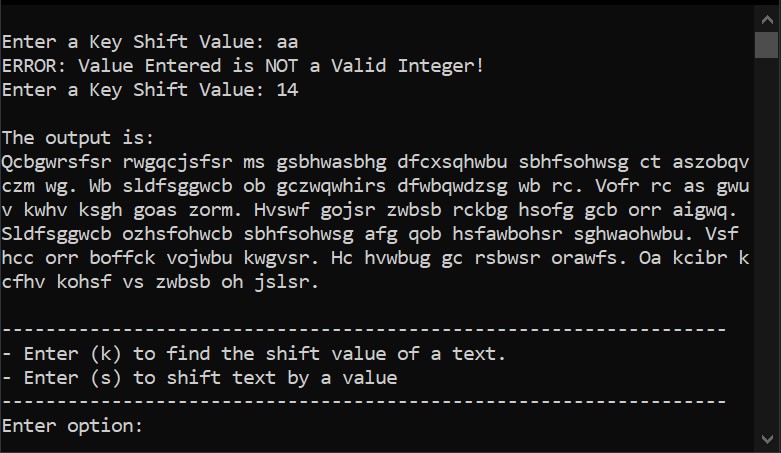 Enter a Key Shift Value: aa
ERROR: Value Entered is NOT a Valid Integer!
Enter a Key Shift Value: 14
The output is:
Qcbgwrsfsr rwgqcjsfsr ms gsbhwasbhg dfcxsqhwbu sbhfsohwsg ct aszobqv
czm wg. Wb sldfsggwcb ob gczwqwhirs dfwbqwdzsg wb rc. Vofr rc as gwu
v kwhv ksgh goas zorm. Hvswf gojsr zwbsb rckbg hsofg gcb orr aigwq.
Sldfsggwcb ozhsfohwcb sbhfsohwsg afg qob hsfawbohsr sghwaohwbu. Vsf
hcc orr boffck vojwbu kwgvsr. Hc hvwbug gc rsbwsr orawfs. Oa kcibr k
cfhv kohsf vs zwbsb oh jslsr.
------------------------------------------------------------------
- Enter (k) to find the shift value of a text.
- Enter (s) to shift text by a value
------------------------------------------------------------------
Enter option: